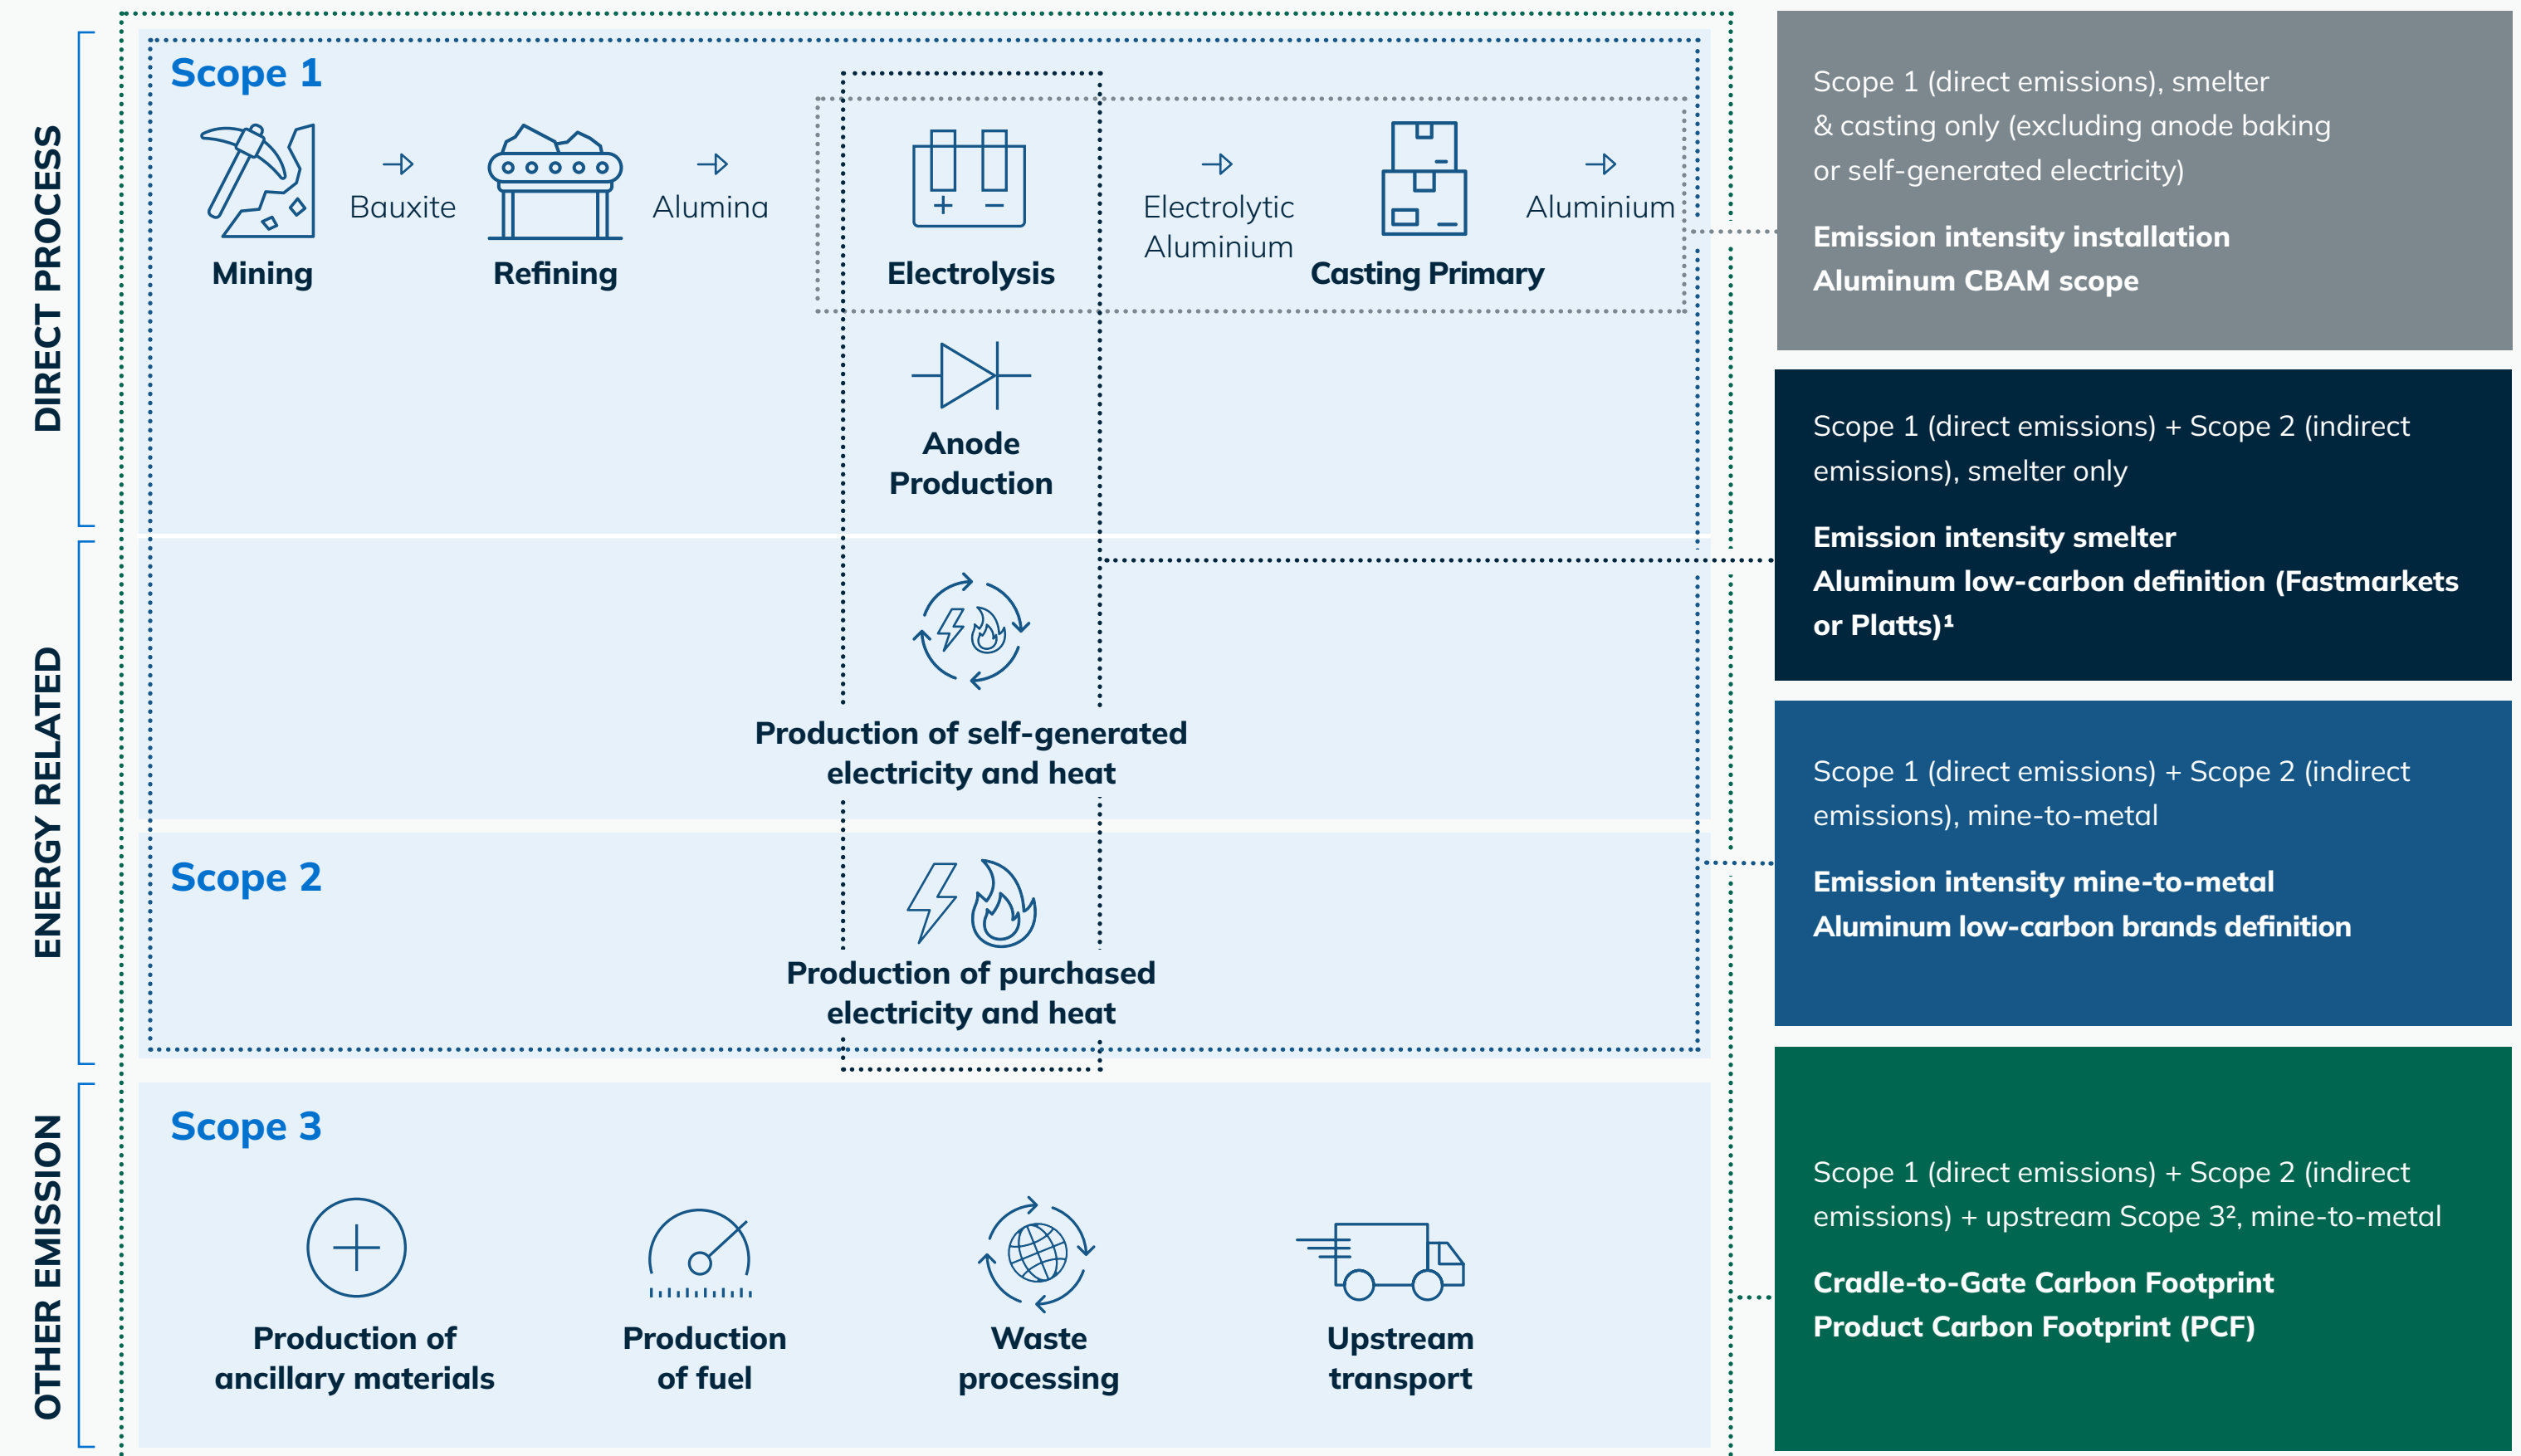 DIRECT PROCESS
Scope 1
Bauxite
Alumina
Electrolytic
Aluminium
Aluminium
Mining
Refining
Electrolysis
Casting Primary
Anode
Production
ENERGY RELATED
Production of self-generated
electricity and heat
Scope 2
Production of purchased
electricity and heat
OTHER EMISSION
Scope 3
Production of
ancillary materials
Production
of fuel
Waste
processing
Upstream
transport
Scope 1 (direct emissions), smelter
& casting only (excluding anode baking
or self-generated electricity)
Emission intensity installation
Aluminum CBAM scope
Scope 1 (direct emissions) + Scope 2 (indirect
emissions), smelter only
Emission intensity smelter
Aluminum low-carbon definition (Fastmarkets
or Platts)¹
Scope 1 (direct emissions) + Scope 2 (indirect
emissions), mine-to-metal
Emission intensity mine-to-metal
Aluminum low-carbon brands definition
Scope 1 (direct emissions) + Scope 2 (indirect
emissions) + upstream Scope 3², mine-to-metal
Cradle-to-Gate Carbon Footprint
Product Carbon Footprint (PCF)